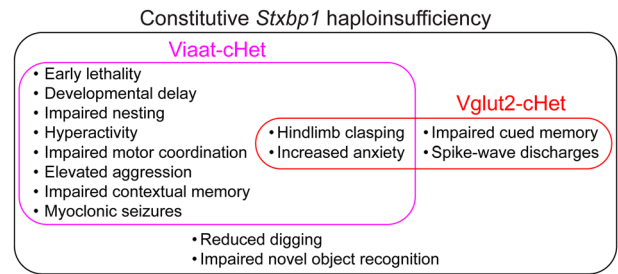 Constitutive Stxbp1 haploinsufficiency
Viaat-cHet
• Early lethality
• Developmental delay
• Impaired nesting
• Hyperactivity
• Impaired motor coordination
• Elevated aggression
• Impaired contextual memory
• Myoclonic seizures
• Hindlimb clasping
• Increased anxiety
Vglut2-cHet
• Impaired cued memory
• Spike-wave discharges
• Reduced digging
• Impaired novel object recognition